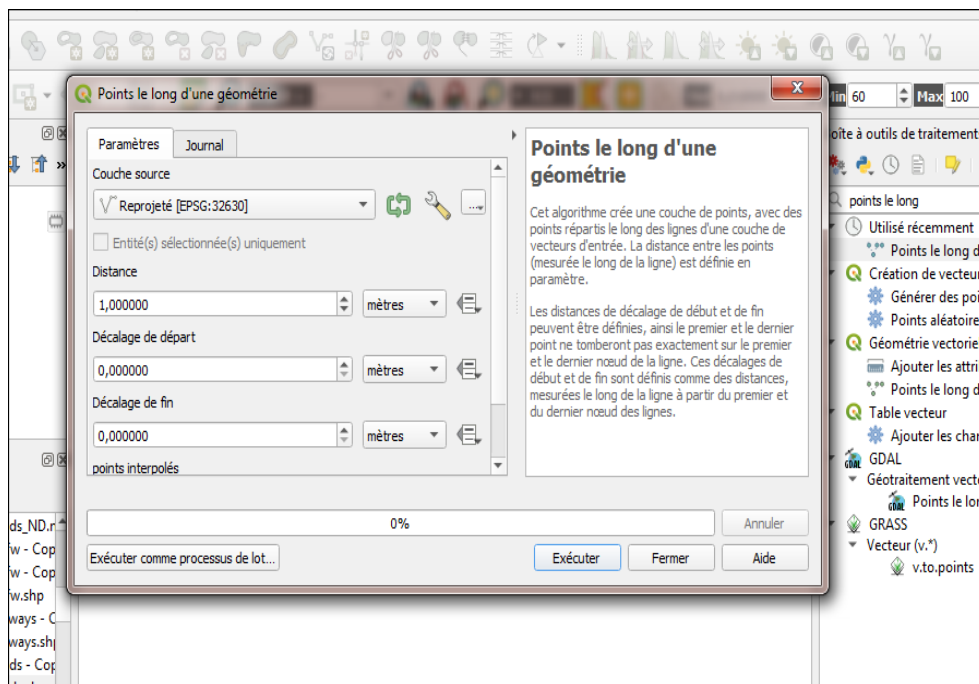 Points le long d'une géométrie
Min 60
Max 100
Paramètres
Journal
Couche source
Reprojeté [EPSG:32630]
Entité(s) sélectionnée(s) uniquement
Distance
1,000000
mètres
Décalage de départ
0,000000
mètres
Décalage de fin
0,000000
mètres
points interpolés
Points le long d'une
géométrie
Cet algorithme crée une couche de points, avec des
points répartis le long des lignes d'une couche de
vecteurs d'entrée. La distance entre les points
(mesurée le long de la ligne) est définie en
paramètre.
Les distances de décalage de début et de fin
peuvent être définies, ainsi le premier et le dernier
point ne tomberont pas exactement sur le premier
et le dernier nœud de la ligne. Ces décalages de
début et de fin sont définis comme des distances,
mesurées le long de la ligne à partir du premier et
du dernier nœud des lignes.
0%
Annuler
Exécuter comme processus de lot...
Exécuter
Fermer
Aide
oîte à outils de traitement
points le long
Utilisé récemment
Points le long d
Création de vecteu
Générer des poi
Points aléatoire
Géométrie vectorie
Ajouter les attri
Points le long d
Table vecteur
Ajouter les char
GDAL
Géotraitement vect
Points le lon
GRASS
Vecteur (v.*)
v.to.points
ds_ND.r
w - Cop
w - Cop
w.shp
ways - C
ways.sh
ds - Cop